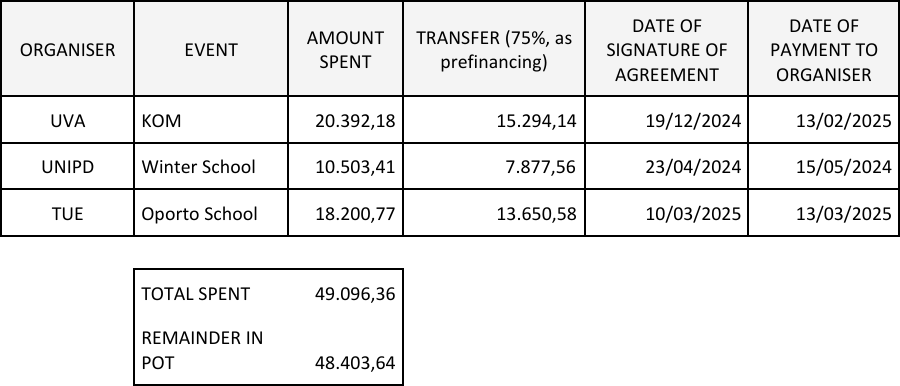 ORGANISER EVENT AMOUNT SPENT TRANSFER (75%, as prefinancing) DATE OF SIGNATURE OF AGREEMENT DATE OF PAYMENT TO ORGANISER
UVA KOM 20.392,18 15.294,14 19/12/2024 13/02/2025
UNIPD Winter School 10.503,41 7.877,56 23/04/2024 15/05/2024
TUE Oporto School 18.200,77 13.650,58 10/03/2025 13/03/2025
TOTAL SPENT 49.096,36
REMAINDER IN
POT 48.403,64